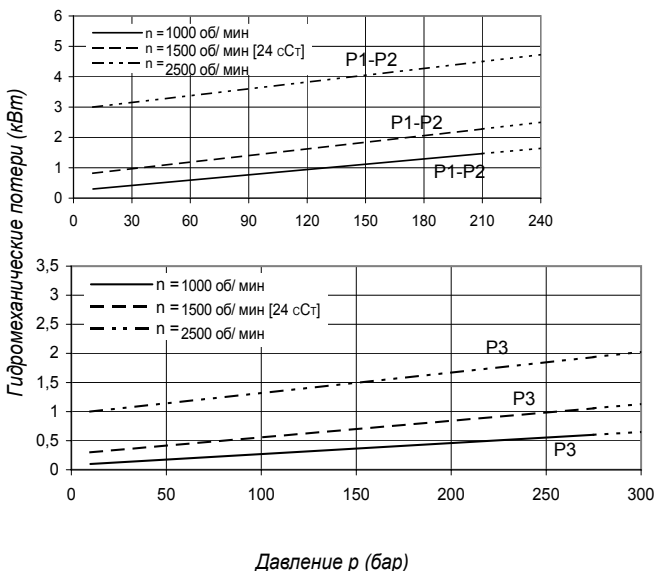 Гидромеханические потери (кВт)
6
5
4
3
2
1
0
n = 1000 об/ мин
n = 1500 об/ мин [24 сСт]
n = 2500 об/ мин
P1-P2
P1-P2
P1-P2
0 30 60 90 120 150 180 210 240
3,5
3
2,5
2
1,5
1
0,5
0
n = 1000 об/ мин
n = 1500 об/ мин [24 сСт]
n = 2500 об/ мин
P3
P3
P3
0 50 100 150 200 250 300
Давление p (бар)